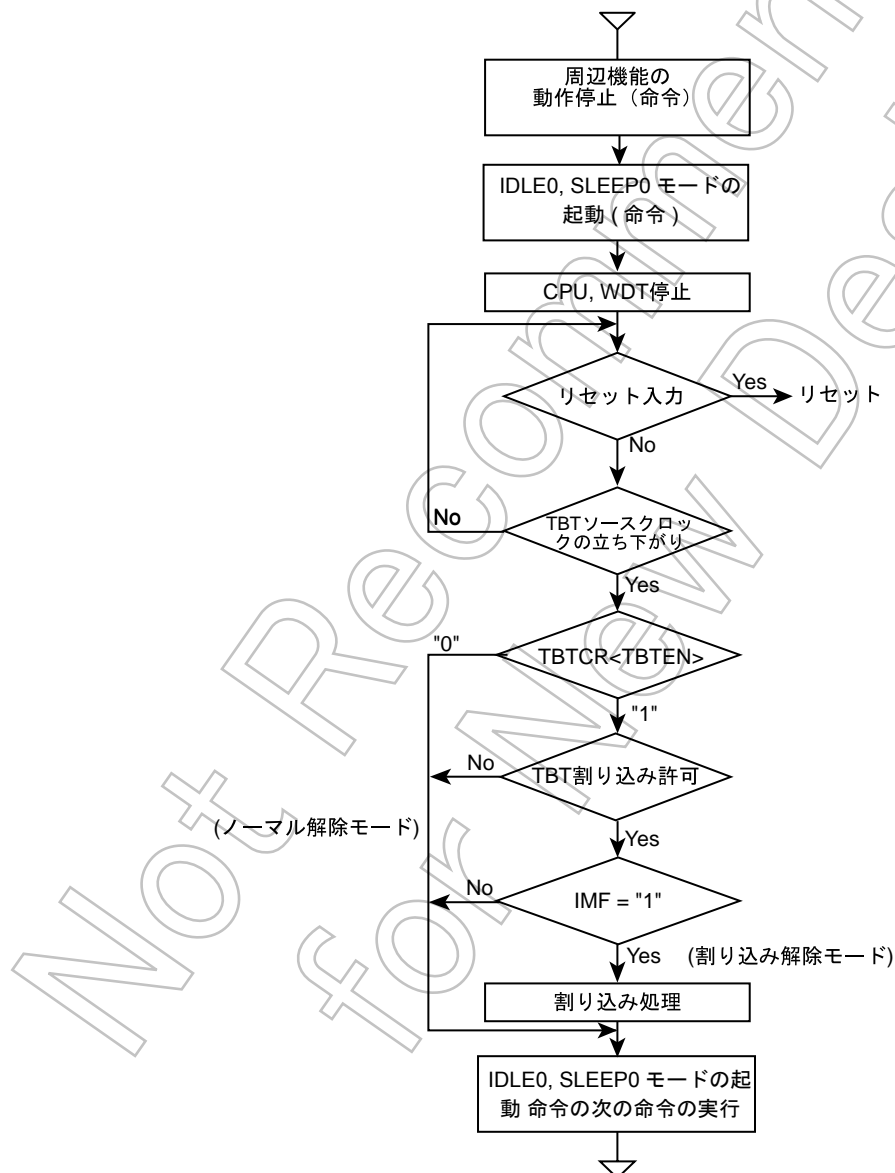 周辺機能の
動作停止（命令）
IDLE0, SLEEP0 モードの
起動 ( 命令 )
CPU, WDT停止
リセット入力
Yes
リセット
No
TBTソースクロッ
クの立ち下がり
No
Yes
"0"
TBTCR<TBTEN>
"1"
No
TBT割り込み許可
(ノーマル解除モード)
Yes
No
IMF = "1"
Yes
(割り込み解除モード)
割り込み処理
IDLE0, SLEEP0 モードの起
動 命令の次の命令の実行
Not Recommen
for New De